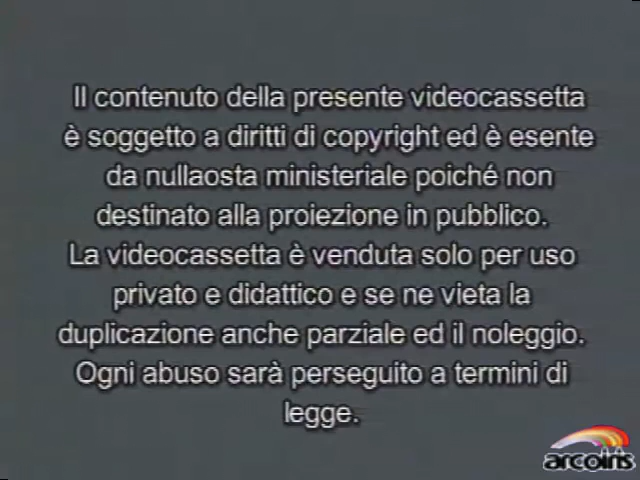 Il contenuto della presente videocassetta
è soggetto a diritti di copyright ed è esente
da nullaosta ministeriale poiché non
destinato alla proiezione in pubblico.
La videocassetta è venduta solo per uso
privato e didattico e se ne vieta la
duplicazione anche parziale ed il noleggio.
Ogni abuso sarà perseguito a termini di
legge.
arcoiris